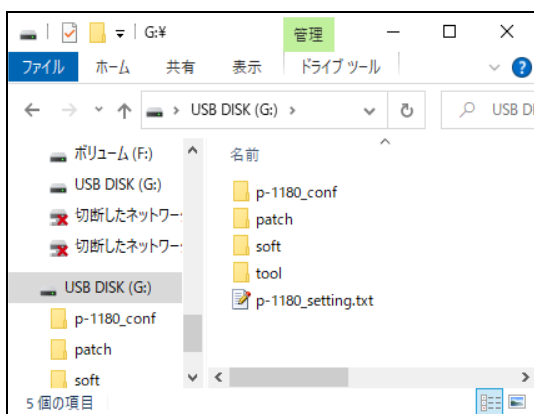 G:¥
管理
ファイル ホーム 共有 表示 ドライブ ツール
USB DISK (G:)
USB DI
ボリューム (F:)
USB DISK (G:)
切断したネットワー
切断したネットワー
USB DISK (G:)
p-1180_conf
patch
soft
名前
p-1180_conf
patch
soft
tool
p-1180_setting.txt
5 個の項目